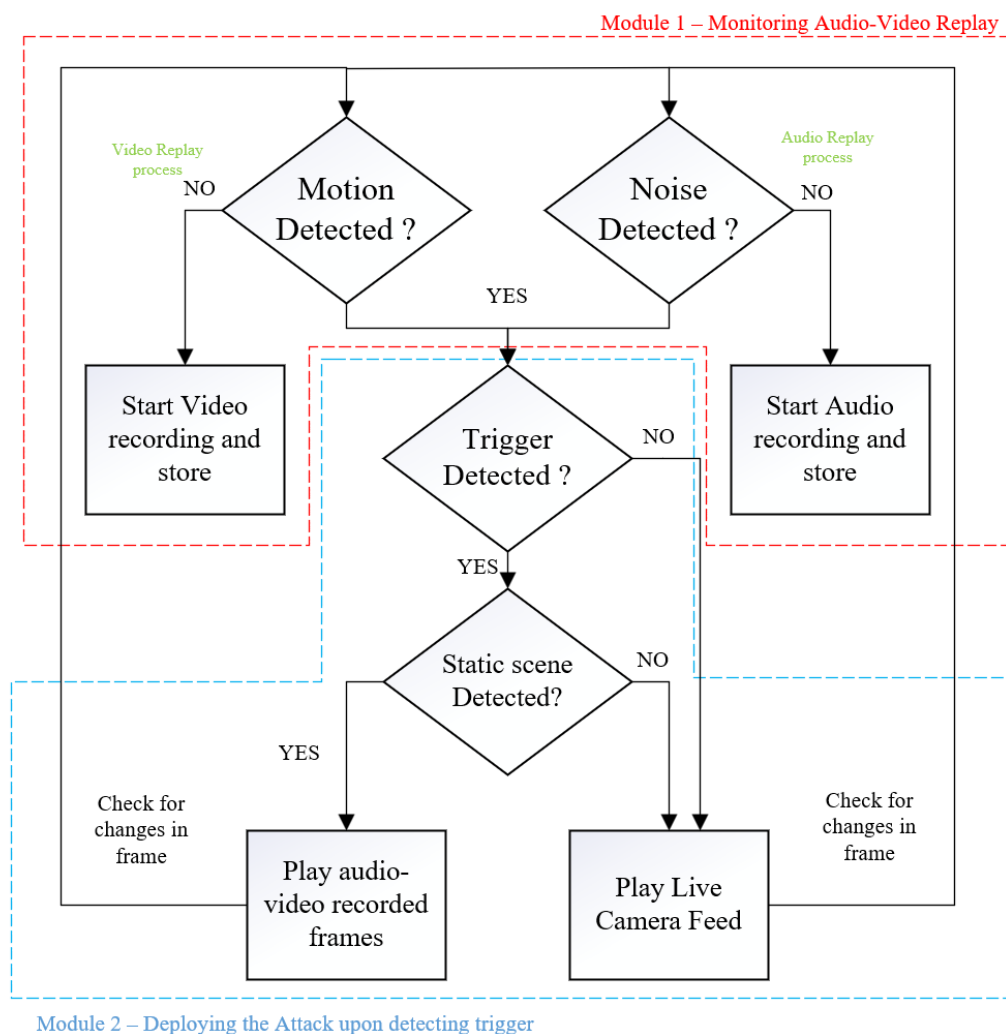 Module 1 – Monitoring Audio-Video Replay
Video Replay
process
NO
Motion
Detected ?
Noise
Detected ?
Audio Replay
process
NO
YES
Start Video
recording and
store
Trigger
Detected ?
NO
Start Audio
recording and
store
YES
Static scene
Detected?
NO
YES
Check for
changes in
frame
Check for
changes in
frame
Play audio-
video recorded
frames
Play Live
Camera Feed
Module 2 – Deploying the Attack upon detecting trigger